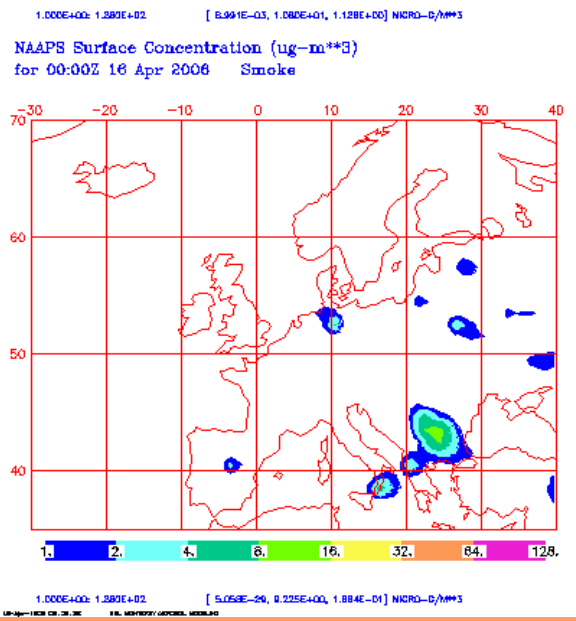 1.000E+00: 1.280E+02 [ 6.991E-03, 1.080E+01, 1.128E+00] MICRO-G/M**3
NAAPS Surface Concentration (ug-m**3)
for 00:00Z 16 Apr 2006 Smoke
-30 -20 -10 0 10 20 30 40
70
60
50
40
1. 2. 4. 8. 16. 32. 64. 128.
1.000E+00: 1.280E+02 [ 5.058E-29, 9.225E+00, 1.884E-01] MICRO-G/M**3